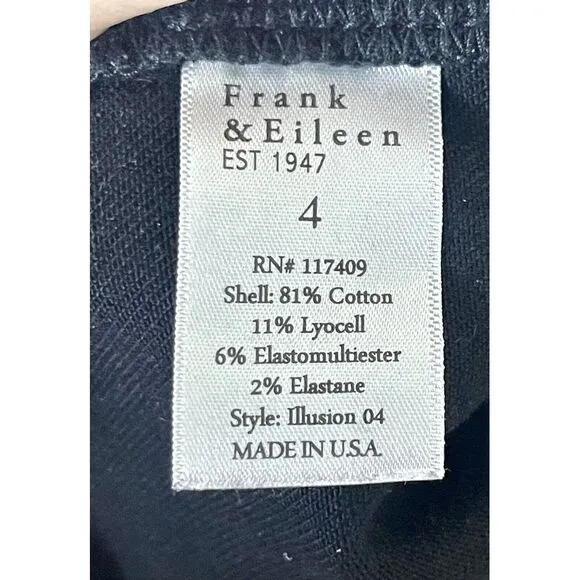 Frank
& Eileen
EST 1947
4
RN# 117409
Shell: 81% Cotton
11% Lyocell
6% Elastomultiester
2% Elastane
Style: Illusion 04
MADE IN U.S.A.